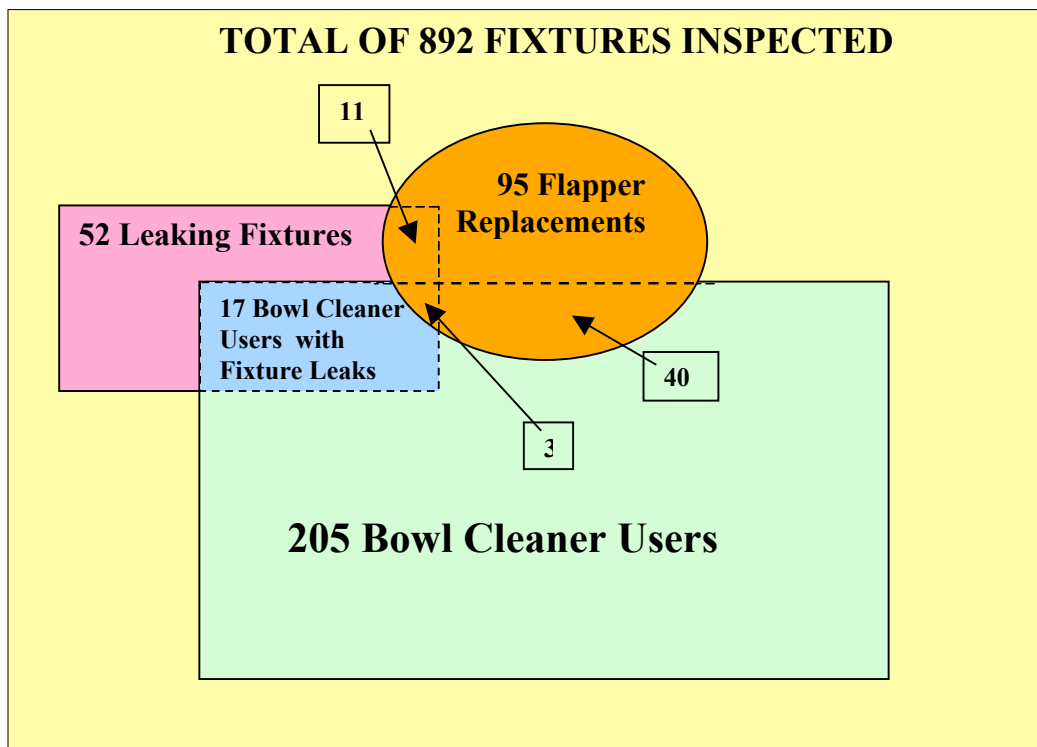 TOTAL OF 892 FIXTURES INSPECTED
11
95 Flapper
Replacements
52 Leaking Fixtures
17 Bowl Cleaner
Users with
Fixture Leaks
40
3
205 Bowl Cleaner Users